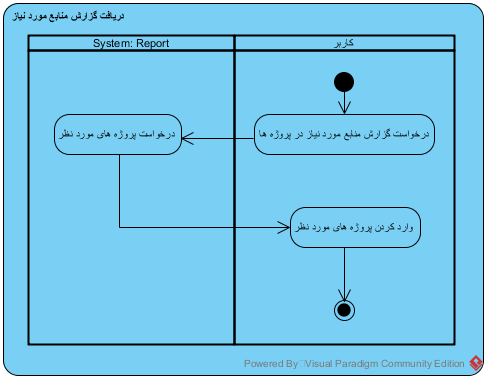 دریافت گزارش منابع مورد نیاز
System: Report
کاربر
درخواست گزارش منابع مورد نیاز در پروژه ها
درخواست پروژه های مورد نظر
وارد کردن پروژه های مورد نظر
Powered By Visual Paradigm Community Edition